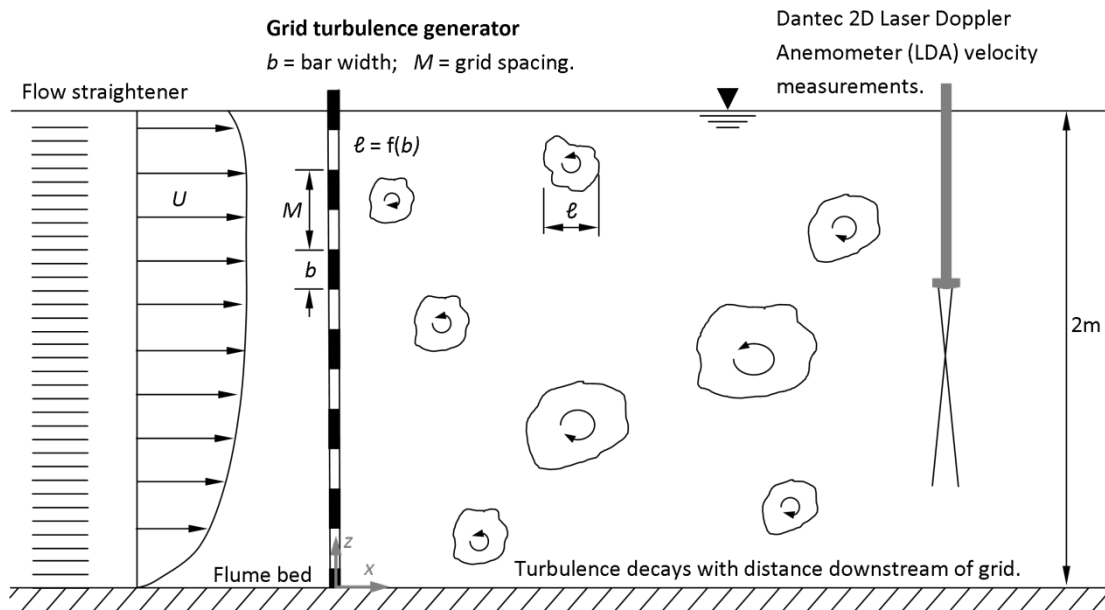 Grid turbulence generator
b = bar width; M = grid spacing.
Dantec 2D Laser Doppler
Anemometer (LDA) velocity
measurements.
Flow straightener
ℓ = f(b)
U
M
ℓ
b
2m
z
x
Flume bed
Turbulence decays with distance downstream of grid.